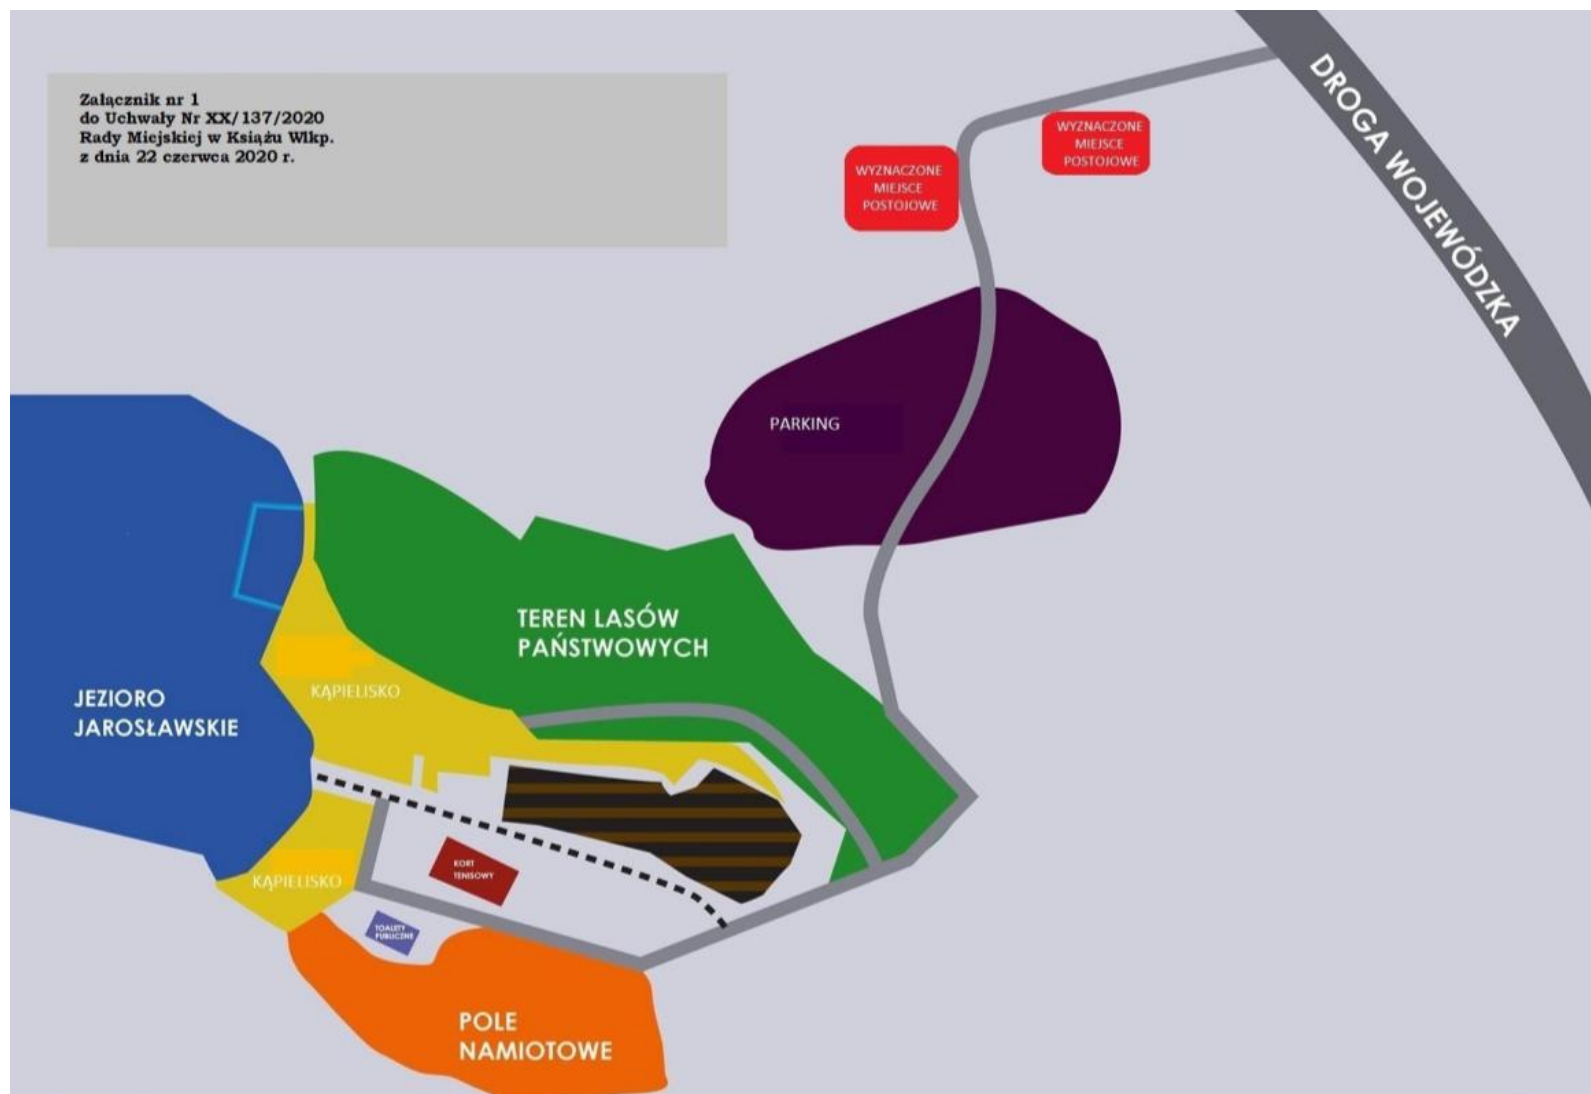 Załącznik nr 1
do Uchwały Nr XX/137/2020
Rady Miejskiej w Książu Wlkp.
z dnia 22 czerwca 2020 r.
DROGA WOJEWÓDZKA
WYZNACZONE
MIEJSCE
POSTOJOWE
WYZNACZONE
MIEJSCE
POSTOJOWE
PARKING
TEREN LASÓW
PAŃSTWOWYCH
JEZIORO
JAROSŁAWSKIE
KĄPIELISKO
KORT
TENISOWY
KĄPIELISKO
TOALETY
PUBLICZNE
POLE
NAMIOTOWE